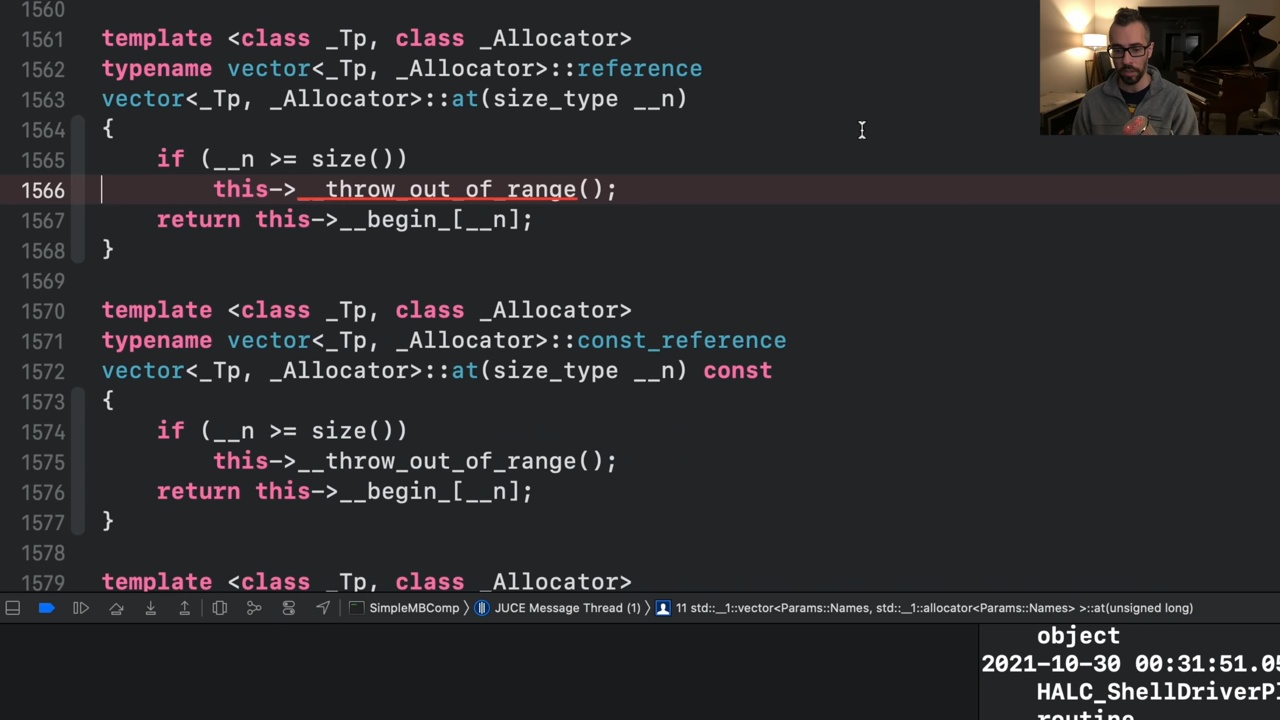 1560
1561 template <class _Tp, class _Allocator>
1562 typename vector<_Tp, _Allocator>::reference
1563 vector<_Tp, _Allocator>::at(size_type __n)
1564 {
1565 if (__n >= size())
1566 this->__throw_out_of_range();
1567 return this->__begin_[__n];
1568 }
1569
1570 template <class _Tp, class _Allocator>
1571 typename vector<_Tp, _Allocator>::const_reference
1572 vector<_Tp, _Allocator>::at(size_type __n) const
1573 {
1574 if (__n >= size())
1575 this->__throw_out_of_range();
1576 return this->__begin_[__n];
1577 }
1578
1579 template <class _Tp, class _Allocator>
SimpleMBComp 〉 JUCE Message Thread (1) 〉 11 std::__1::vector<Params::Names, std::__1::allocator<Params::Names> >::at(unsigned long)
object
2021-10-30 00:31:51.05
HALC_ShellDriverPl
routine